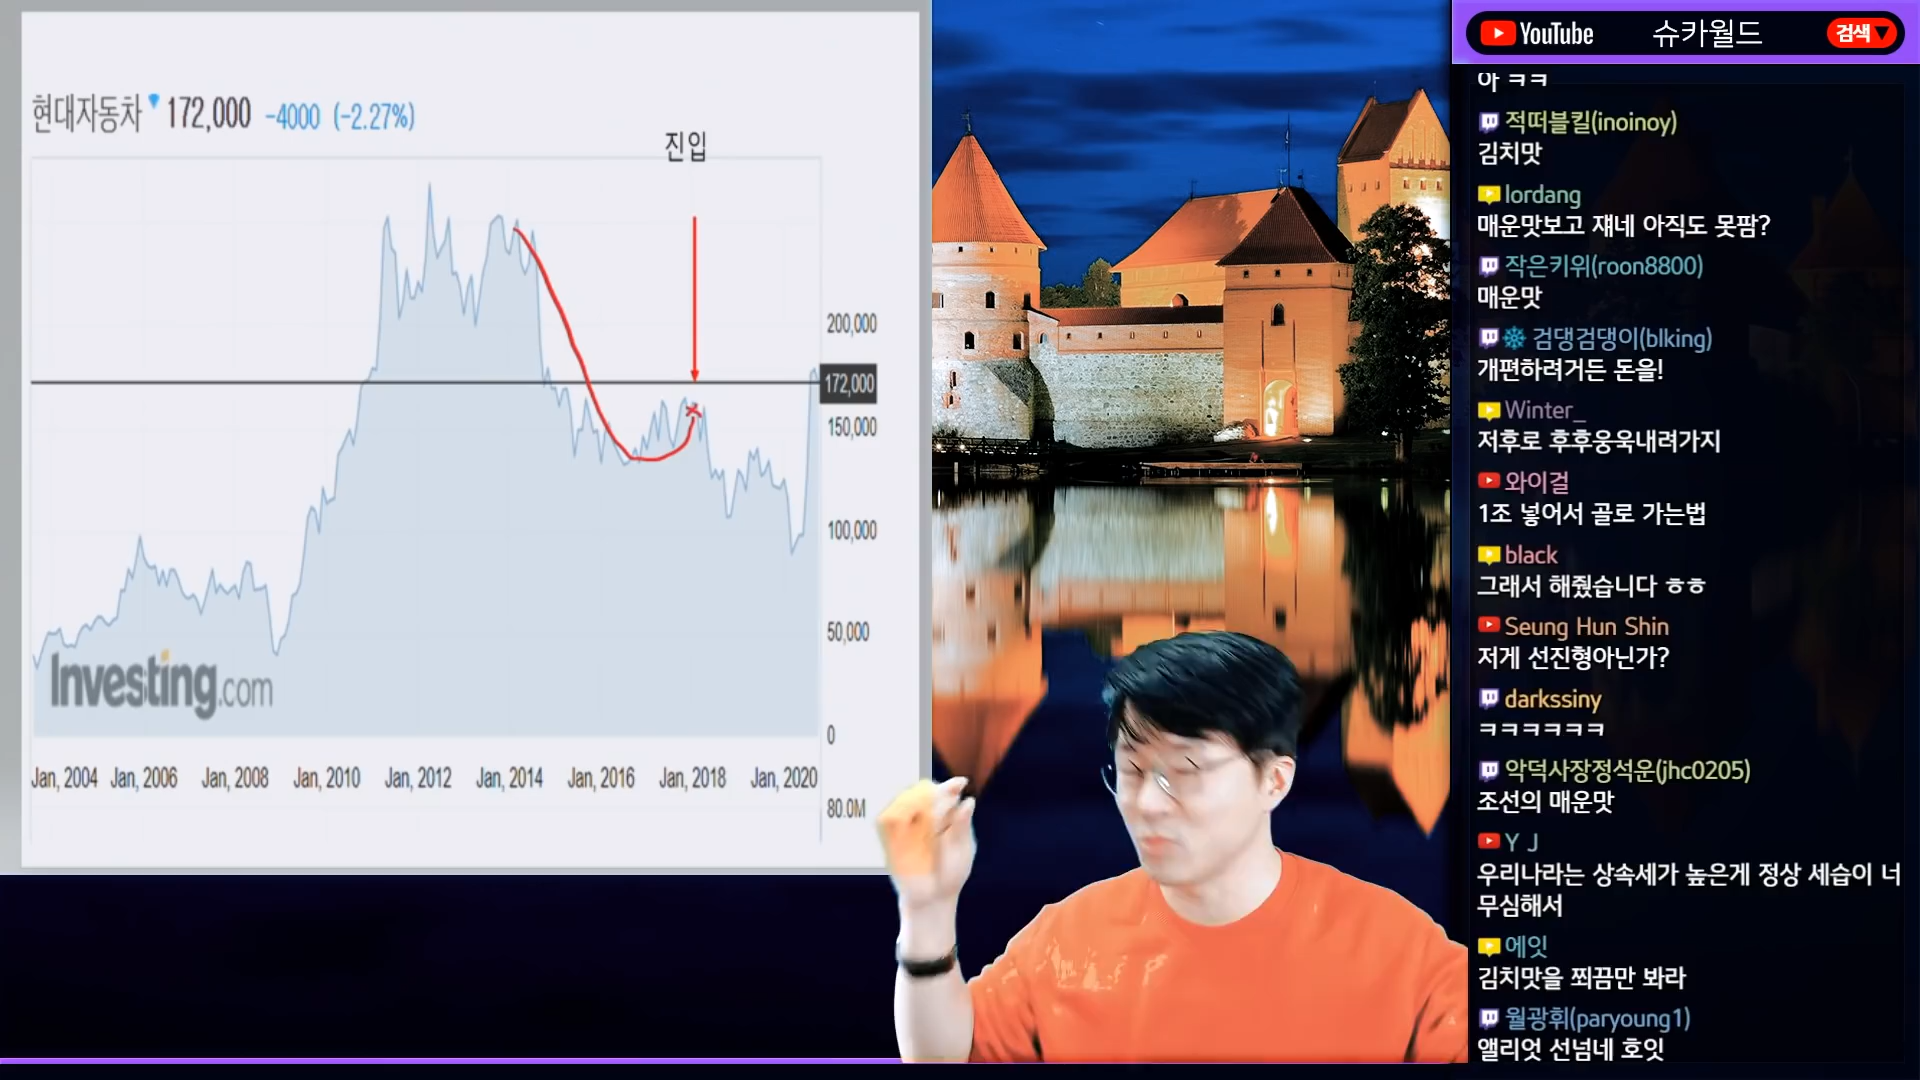 현대자동차 ▼ 172,000 -4000 (-2.27%)
진입
200,000
172,000
150,000
100,000
50,000
0
80.0M
Investing.com
Jan, 2004 Jan, 2006 Jan, 2008 Jan, 2010 Jan, 2012 Jan, 2014 Jan, 2016 Jan, 2018 Jan, 2020
YouTube 슈카월드 검색▼
아 ㅋㅋ
적떠블킬(inoinoy)
김치맛
lordang
매운맛보고 쟤네 아직도 못팜?
작은키위(roon8800)
매운맛
검댕검댕이(blking)
개편하려거든 돈을!
Winter_
저후로 후후웅욱내려가지
와이걸
1조 넣어서 골로 가는법
black
그래서 해줬습니다 ㅎㅎ
Seung Hun Shin
저게 선진형아닌가?
darkssiny
ㅋㅋㅋㅋㅋㅋ
악덕사장정석운(jhc0205)
조선의 매운맛
Y J
우리나라는 상속세가 높은게 정상 세습이 너
무심해서
에잇
김치맛을 쬐끔만 봐라
월광휘(paryoung1)
앨리엇 선넘네 호잇